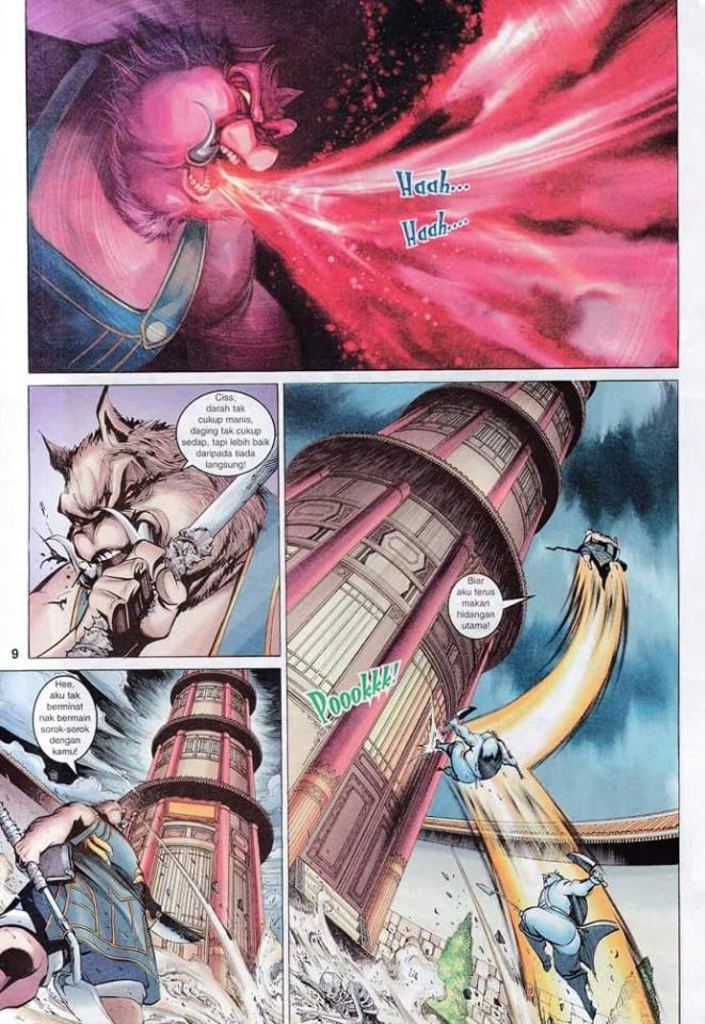 Haah...
Haah....
Ciss,
darah tak
cukup manis,
daging tak cukup
sedap, tapi lebih baik
daripada tiada
langsung!
Biar
aku terus
makan
hidangan
utama!
Poookkk!
9
Hee,
aku tak
berminat
nak bermain
sorok-sorok
dengan
kamu!